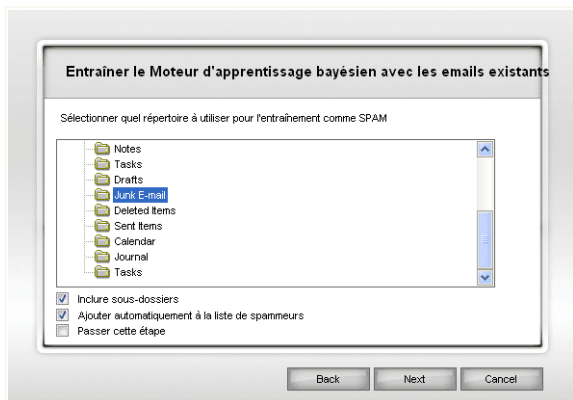 Entraîner le Moteur d'apprentissage bayésien avec les emails existants
Sélectionner quel répertoire à utiliser pour l'entraînement comme SPAM
Notes
Tasks
Drafts
Junk E-mail
Deleted Items
Sent Items
Calendar
Journal
Tasks
Inclure sous-dossiers
Ajouter automatiquement à la liste de spammeurs
Passer cette étape
Back Next Cancel